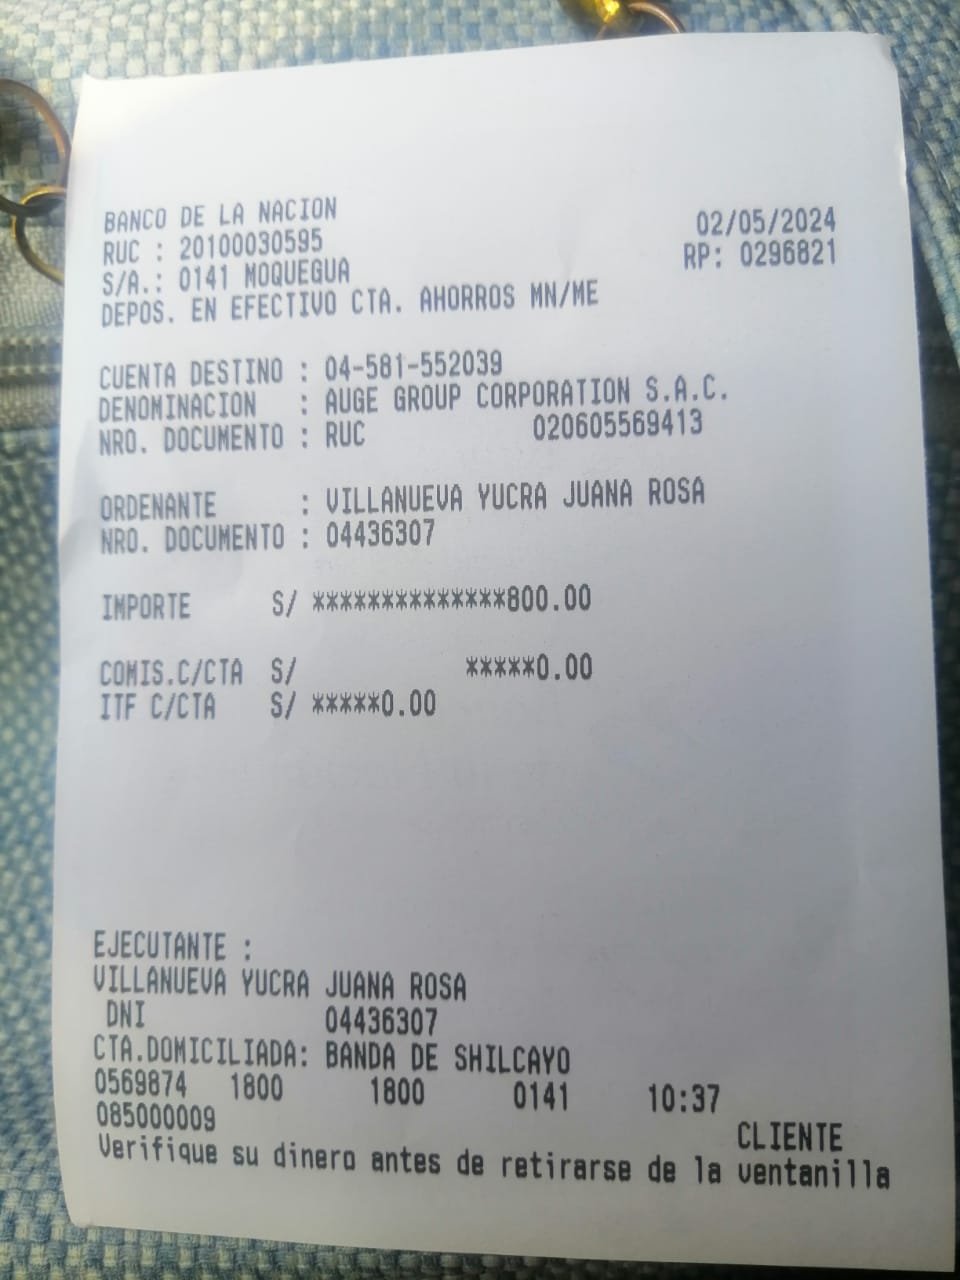 BANCO DE LA NACION
RUC : 20100030595
S/A.: 0141 MOQUEGUA
DEPOS. EN EFECTIVO CTA. AHORROS MN/ME
02/05/2024
RP: 0296821
CUENTA DESTINO : 04-581-552039
DENOMINACION : AUGE GROUP CORPORATION S.A.C.
NRO. DOCUMENTO : RUC 020605569413
ORDENANTE : VILLANUEVA YUCRA JUANA ROSA
NRO. DOCUMENTO : 04436307
IMPORTE S/ **************800.00
COMIS.C/CTA S/ *****0.00
ITF C/CTA S/ *****0.00
EJECUTANTE :
VILLANUEVA YUCRA JUANA ROSA
DNI 04436307
CTA.DOMICILIADA: BANDA DE SHILCAYO
0569874 1800 1800 0141 10:37
085000009
CLIENTE
Verifique su dinero antes de retirarse de la ventanilla